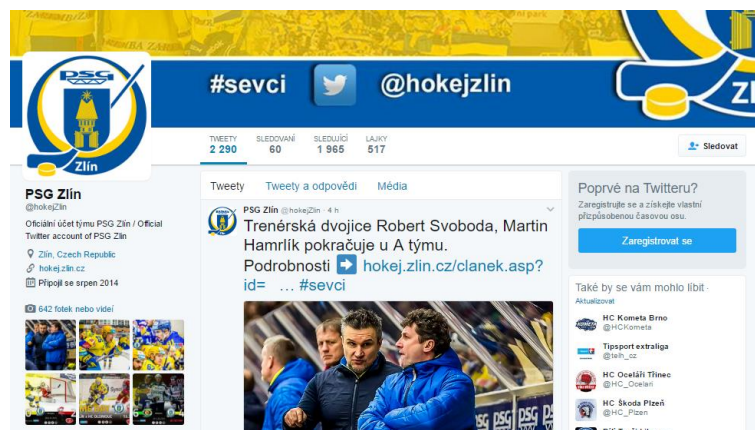 #sevci @hokejzlin
PSG
Zlín
TWEETY SLEDOVANÍ SLEDUJÍCÍ LAJKY
2 290 60 1 965 517
Sledovat
PSG Zlín
@hokejZlin
Oficiální účet týmu PSG Zlín / Official
Twitter account of PSG Zlin
Zlín, Czech Republic
hokej.zlin.cz
Připojil se srpen 2014
642 fotek nebo videí
Tweety Tweety a odpovědi Média
PSG Zlín @hokejZlin · 4 h
Trenérská dvojice Robert Svoboda, Martin
Hamrlík pokračuje u A týmu.
Podrobnosti ➡ hokej.zlin.cz/clanek.asp?
id= … #sevci
PSG PSG PSG
Poprvé na Twitteru?
Zaregistrujte se a získejte vlastní
přizpůsobenou časovou osu.
Zaregistrovat se
Také by se vám mohlo líbit ·
Aktualizovat
HC Kometa Brno
@HCKometa
Tipsport extraliga
@telh_cz
HC Oceláři Třinec
@HC_Ocelari
HC Škoda Plzeň
@HC_Plzen